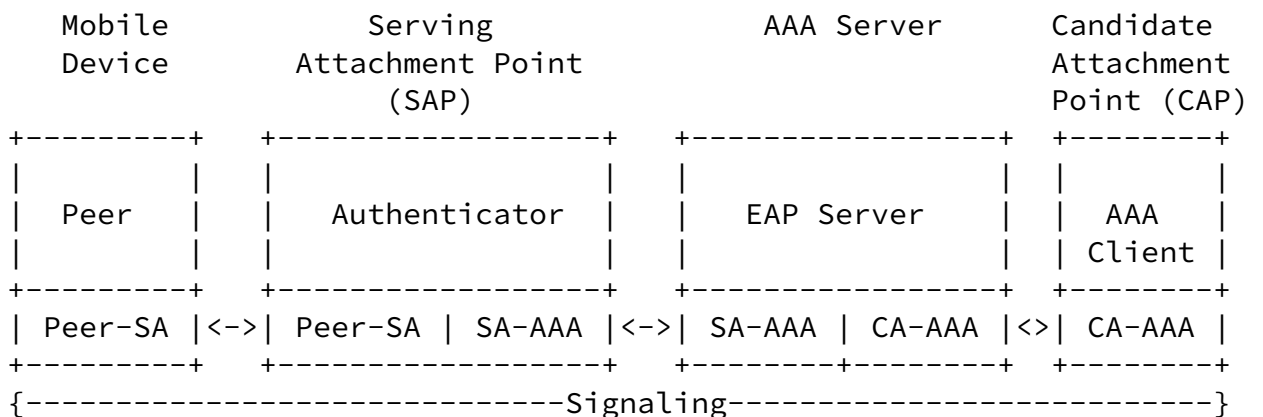 Mobile Serving AAA Server Candidate
Device Attachment Point Attachment
(SAP) Point (CAP)
+---------+ +------------------+ +-----------------+ +--------+
| | | | | | | |
| Peer | | Authenticator | | EAP Server | | AAA |
| | | | | | | Client |
+---------+ +------------------+ +-----------------+ +--------+
| Peer-SA |<->| Peer-SA | SA-AAA |<->| SA-AAA | CA-AAA |<>| CA-AAA |
+---------+ +------------------+ +--------+--------+ +--------+
{------------------------------Signaling---------------------------}